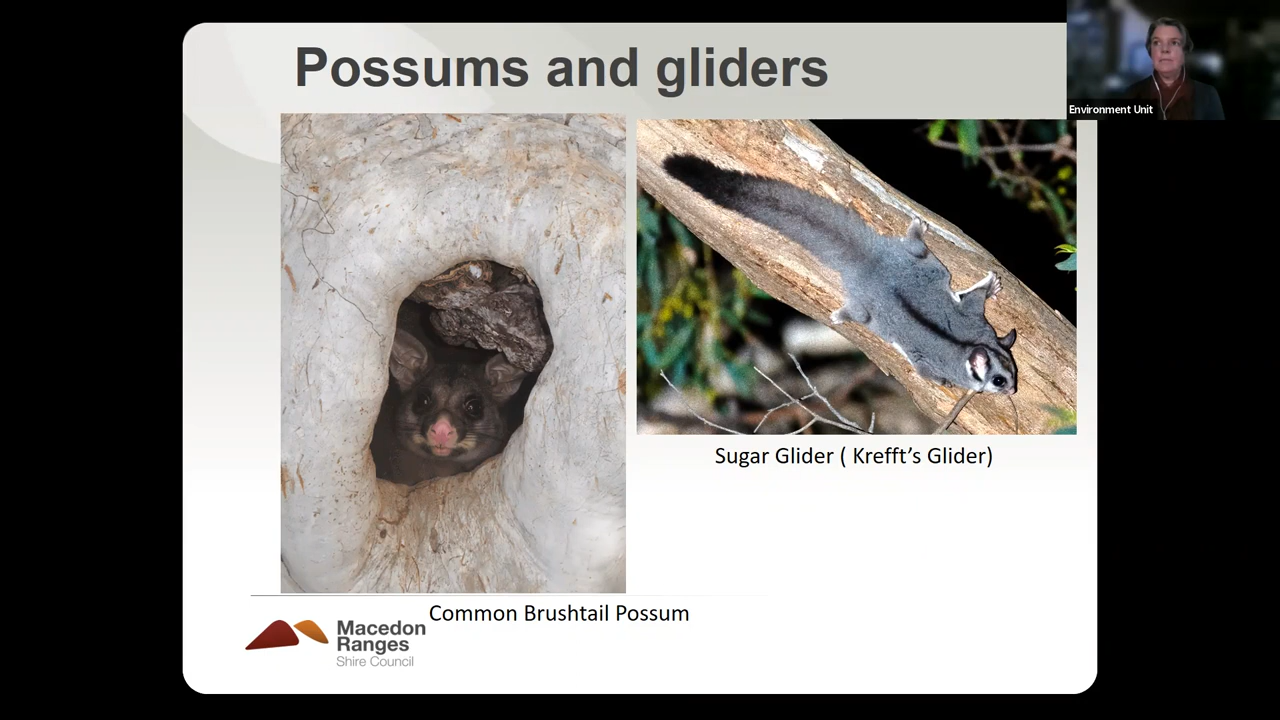 Possums and gliders
Environment Unit
Sugar Glider ( Krefft's Glider)
Common Brushtail Possum
Macedon
Ranges
Shire Council